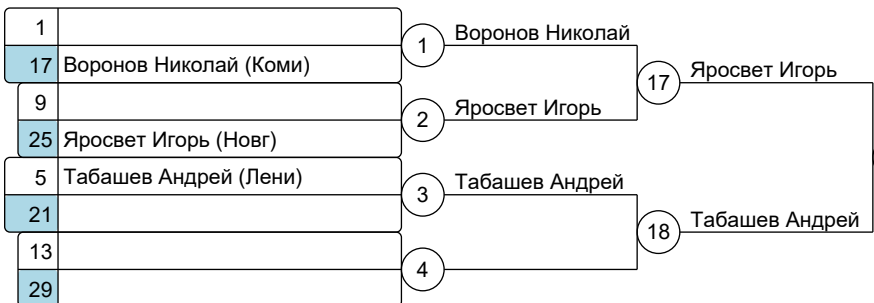 1
17 Воронов Николай (Коми)
1
Воронов Николай
9
25 Яросвет Игорь (Новг)
2
Яросвет Игорь
17
Яросвет Игорь
5 Табашев Андрей (Лени)
21
3
Табашев Андрей
13
29
4
18
Табашев Андрей